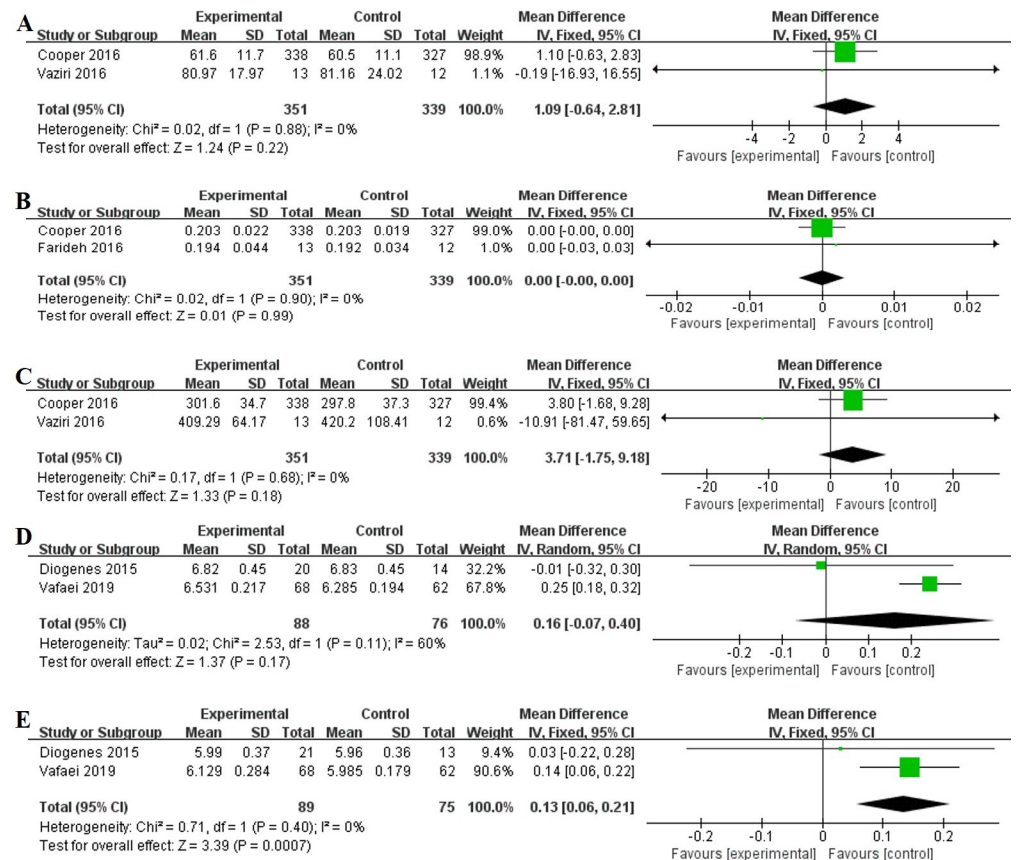 A
Experimental Control Mean Difference Mean Difference
Study or Subgroup Mean SD Total Mean SD Total Weight IV, Fixed, 95% CI IV, Fixed, 95% CI
Cooper 2016 61.6 11.7 338 60.5 11.1 327 98.9% 1.10 [-0.63, 2.83]
Vaziri 2016 80.97 17.97 13 81.16 24.02 12 1.1% -0.19 [-16.93, 16.55]
Total (95% CI) 351 339 100.0% 1.09 [-0.64, 2.81]
Heterogeneity: Chi² = 0.02, df = 1 (P = 0.88); I² = 0%
Test for overall effect: Z = 1.24 (P = 0.22)
-4 -2 0 2 4
Favours [experimental] Favours [control]
B
Experimental Control Mean Difference Mean Difference
Study or Subgroup Mean SD Total Mean SD Total Weight IV, Fixed, 95% CI IV, Fixed, 95% CI
Cooper 2016 0.203 0.022 338 0.203 0.019 327 99.0% 0.00 [-0.00, 0.00]
Farideh 2016 0.194 0.044 13 0.192 0.034 12 1.0% 0.00 [-0.03, 0.03]
Total (95% CI) 351 339 100.0% 0.00 [-0.00, 0.00]
Heterogeneity: Chi² = 0.02, df = 1 (P = 0.90); I² = 0%
Test for overall effect: Z = 0.01 (P = 0.99)
-0.02 -0.01 0 0.01 0.02
Favours [experimental] Favours [control]
C
Experimental Control Mean Difference Mean Difference
Study or Subgroup Mean SD Total Mean SD Total Weight IV, Fixed, 95% CI IV, Fixed, 95% CI
Cooper 2016 301.6 34.7 338 297.8 37.3 327 99.4% 3.80 [-1.68, 9.28]
Vaziri 2016 409.29 64.17 13 420.2 108.41 12 0.6% -10.91 [-81.47, 59.65]
Total (95% CI) 351 339 100.0% 3.71 [-1.75, 9.18]
Heterogeneity: Chi² = 0.17, df = 1 (P = 0.68); I² = 0%
Test for overall effect: Z = 1.33 (P = 0.18)
-20 -10 0 10 20
Favours [experimental] Favours [control]
D
Experimental Control Mean Difference Mean Difference
Study or Subgroup Mean SD Total Mean SD Total Weight IV, Random, 95% CI IV, Random, 95% CI
Diogenes 2015 6.82 0.45 20 6.83 0.45 14 32.2% -0.01 [-0.32, 0.30]
Vafaei 2019 6.531 0.217 68 6.285 0.194 62 67.8% 0.25 [0.18, 0.32]
Total (95% CI) 88 76 100.0% 0.16 [-0.07, 0.40]
Heterogeneity: Tau² = 0.02; Chi² = 2.53, df = 1 (P = 0.11); I² = 60%
Test for overall effect: Z = 1.37 (P = 0.17)
-0.2 -0.1 0 0.1 0.2
Favours [experimental] Favours [control]
E
Experimental Control Mean Difference Mean Difference
Study or Subgroup Mean SD Total Mean SD Total Weight IV, Fixed, 95% CI IV, Fixed, 95% CI
Diogenes 2015 5.99 0.37 21 5.96 0.36 13 9.4% 0.03 [-0.22, 0.28]
Vafaei 2019 6.129 0.284 68 5.985 0.179 62 90.6% 0.14 [0.06, 0.22]
Total (95% CI) 89 75 100.0% 0.13 [0.06, 0.21]
Heterogeneity: Chi² = 0.71, df = 1 (P = 0.40); I² = 0%
Test for overall effect: Z = 3.39 (P = 0.0007)
-0.2 -0.1 0 0.1 0.2
Favours [experimental] Favours [control]